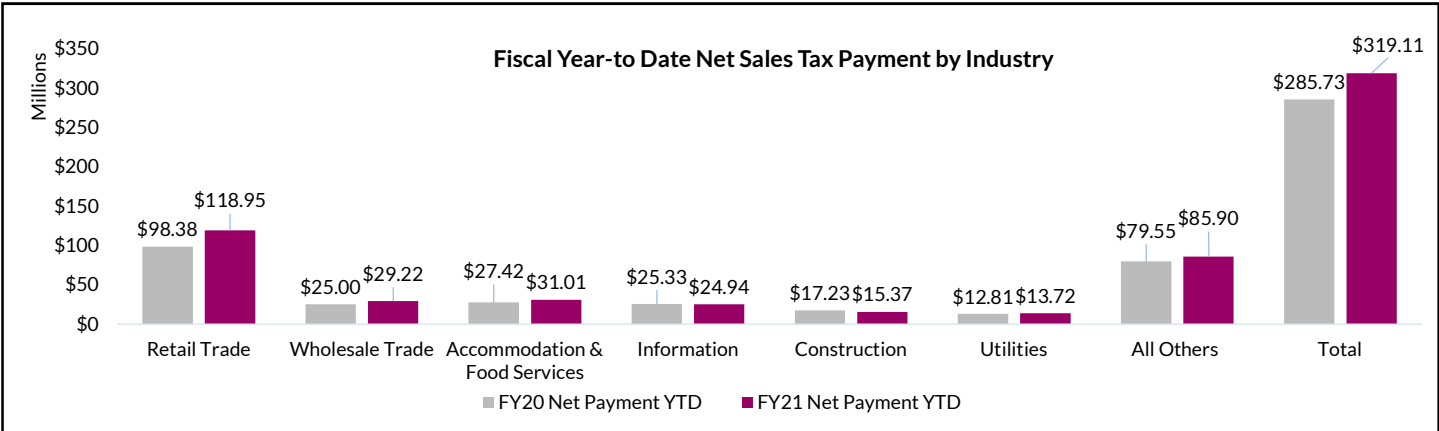 Fiscal Year-to Date Net Sales Tax Payment by Industry
Millions
$350
$300
$250
$200
$150
$100
$50
$0
$98.38
$118.95
$25.00
$29.22
$27.42
$31.01
$25.33
$24.94
$17.23
$15.37
$12.81
$13.72
$79.55
$85.90
$285.73
$319.11
Retail Trade
Wholesale Trade
Accommodation &
Food Services
Information
Construction
Utilities
All Others
Total
FY20 Net Payment YTD
FY21 Net Payment YTD